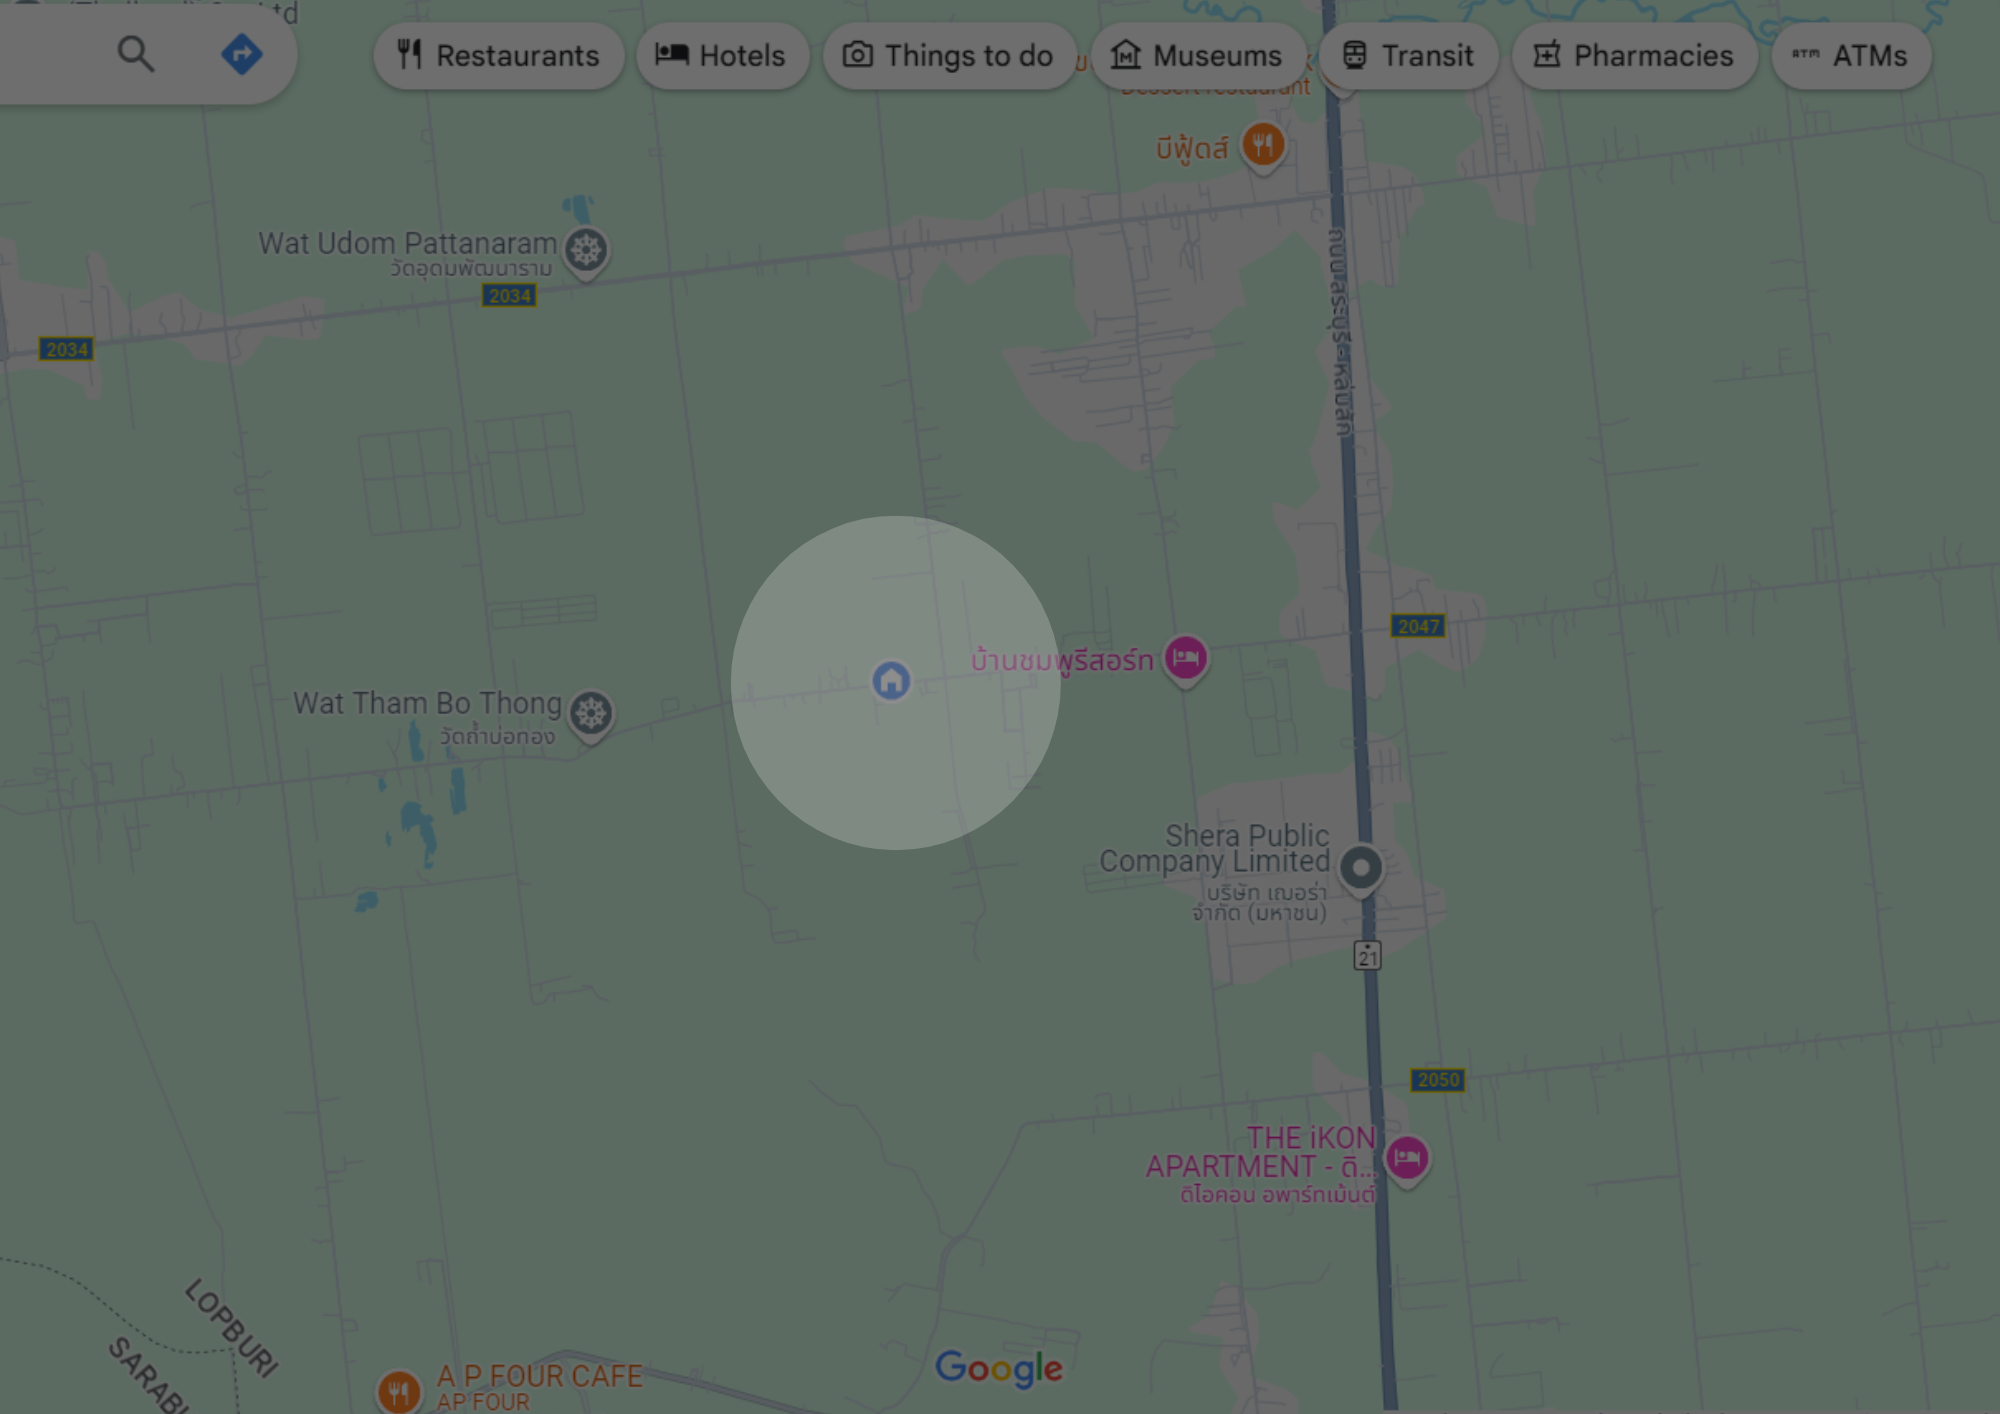 Restaurants
Hotels
Things to do
Museums
Transit
Pharmacies
ATM ATMs
Dessert restaurant
บีฟู้ดส์
Wat Udom Pattanaram
วัดอุดมพัฒนาราม
2034
2034
ถนนสระบุรี-หล่มสัก
2047
บ้านชมพูรีสอร์ท
Wat Tham Bo Thong
วัดถ้ำบ่อทอง
Shera Public
Company Limited
บริษัท เฌอร่า
จำกัด (มหาชน)
21
2050
THE iKON
APARTMENT - ดิ...
ดิไอคอน อพาร์ทเม้นต์
LOPBURI
SARABI
A P FOUR CAFE
AP FOUR
Google